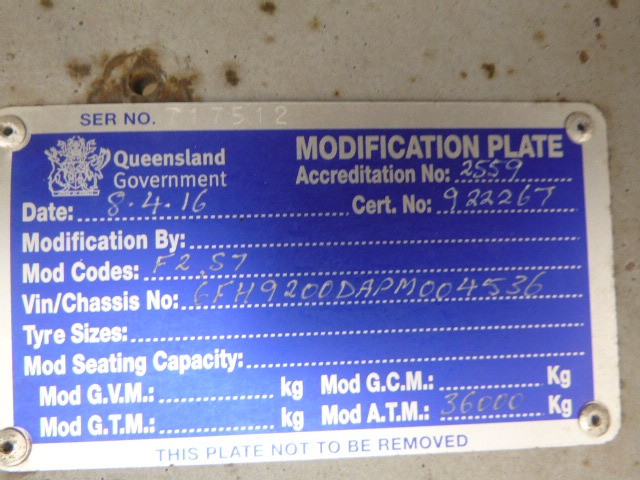 SER NO. 717512
Queensland Government
MODIFICATION PLATE
Accreditation No: 2559
Date: 8.4.16 Cert. No: 922267
Modification By:
Mod Codes: F2, S7
Vin/Chassis No: 6FH9200DAPM004536
Tyre Sizes:
Mod Seating Capacity:
Mod G.V.M.: kg Mod G.C.M.: Kg
Mod G.T.M.: kg Mod A.T.M.: 36000 Kg
THIS PLATE NOT TO BE REMOVED